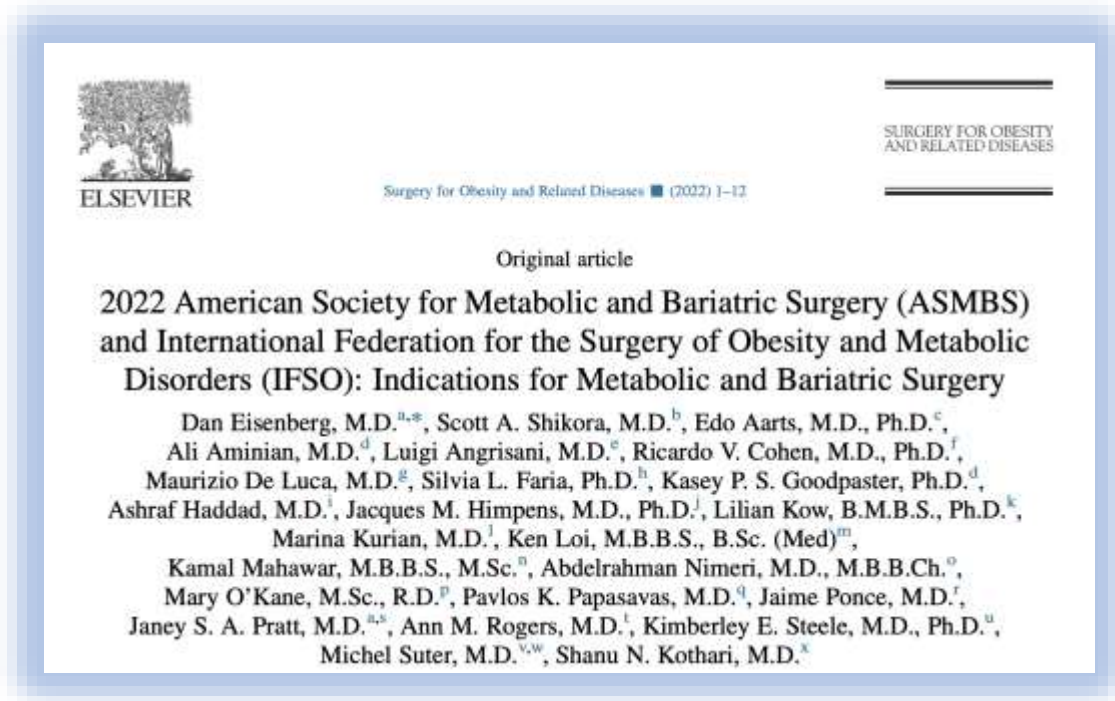 ELSEVIER
SURGERY FOR OBESITY
AND RELATED DISEASES
Surgery for Obesity and Related Diseases ■ (2022) 1–12
Original article
2022 American Society for Metabolic and Bariatric Surgery (ASMBS)
and International Federation for the Surgery of Obesity and Metabolic
Disorders (IFSO): Indications for Metabolic and Bariatric Surgery
Dan Eisenberg, M.D.a,*, Scott A. Shikora, M.D.b, Edo Aarts, M.D., Ph.D.c,
Ali Aminian, M.D.d, Luigi Angrisani, M.D.e, Ricardo V. Cohen, M.D., Ph.D.f,
Maurizio De Luca, M.D.g, Silvia L. Faria, Ph.D.h, Kasey P. S. Goodpaster, Ph.D.d,
Ashraf Haddad, M.D.i, Jacques M. Himpens, M.D., Ph.D.j, Lilian Kow, B.M.B.S., Ph.D.k,
Marina Kurian, M.D.l, Ken Loi, M.B.B.S., B.Sc. (Med)m,
Kamal Mahawar, M.B.B.S., M.Sc.n, Abdelrahman Nimeri, M.D., M.B.B.Ch.o,
Mary O'Kane, M.Sc., R.D.p, Pavlos K. Papasavas, M.D.q, Jaime Ponce, M.D.r,
Janey S. A. Pratt, M.D.a,s, Ann M. Rogers, M.D.t, Kimberley E. Steele, M.D., Ph.D.u,
Michel Suter, M.D.v,w, Shanu N. Kothari, M.D.x